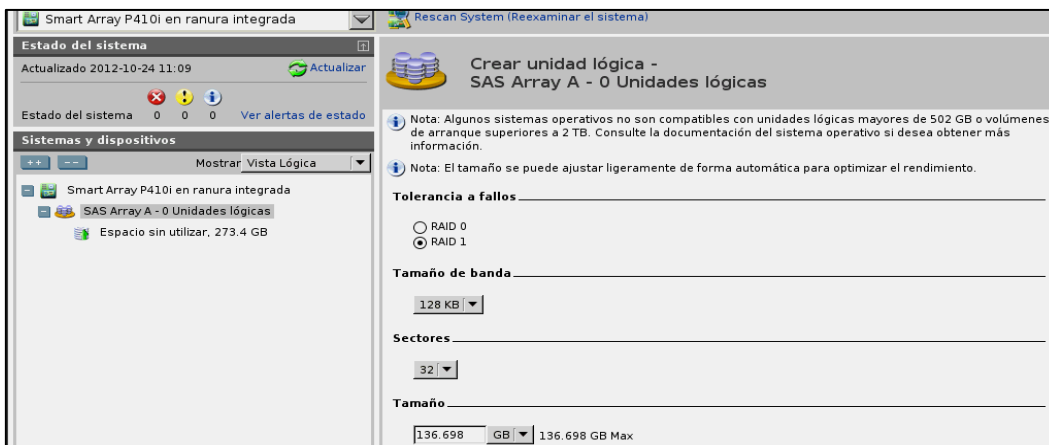 Smart Array P410i en ranura integrada
Estado del sistema
Actualizado 2012-10-24 11:09 Actualizar
Estado del sistema 0 0 0 Ver alertas de estado
Sistemas y dispositivos
++ -- Mostrar Vista Lógica
Smart Array P410i en ranura integrada
SAS Array A - 0 Unidades lógicas
Espacio sin utilizar, 273.4 GB
Rescan System (Reexaminar el sistema)
Crear unidad lógica -
SAS Array A - 0 Unidades lógicas
Nota: Algunos sistemas operativos no son compatibles con unidades lógicas mayores de 502 GB o volúmenes
de arranque superiores a 2 TB. Consulte la documentación del sistema operativo si desea obtener más
información.
Nota: El tamaño se puede ajustar ligeramente de forma automática para optimizar el rendimiento.
Tolerancia a fallos
RAID 0
RAID 1
Tamaño de banda
128 KB
Sectores
32
Tamaño
136.698 GB 136.698 GB Max